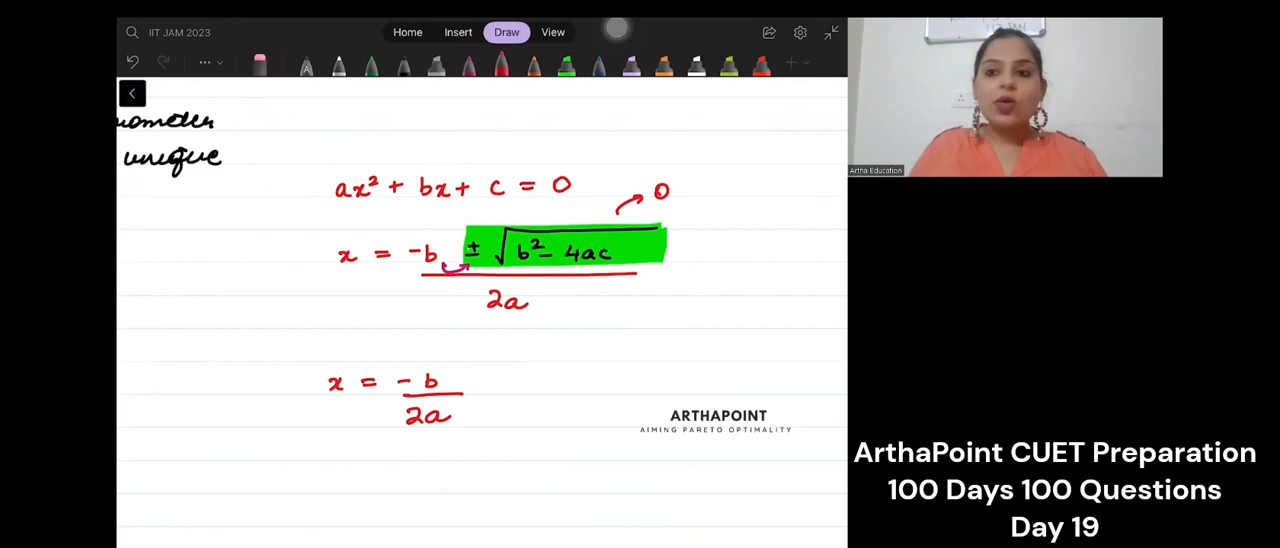 IIT JAM 2023
Home Insert Draw View
unique
ax² + bx + c = 0
0
x = -b ± √b² - 4ac
2a
x = -b
2a
ARTHAPOINT
AIMING PARETO OPTIMALITY
Artha Education
ArthaPoint CUET Preparation
100 Days 100 Questions
Day 19